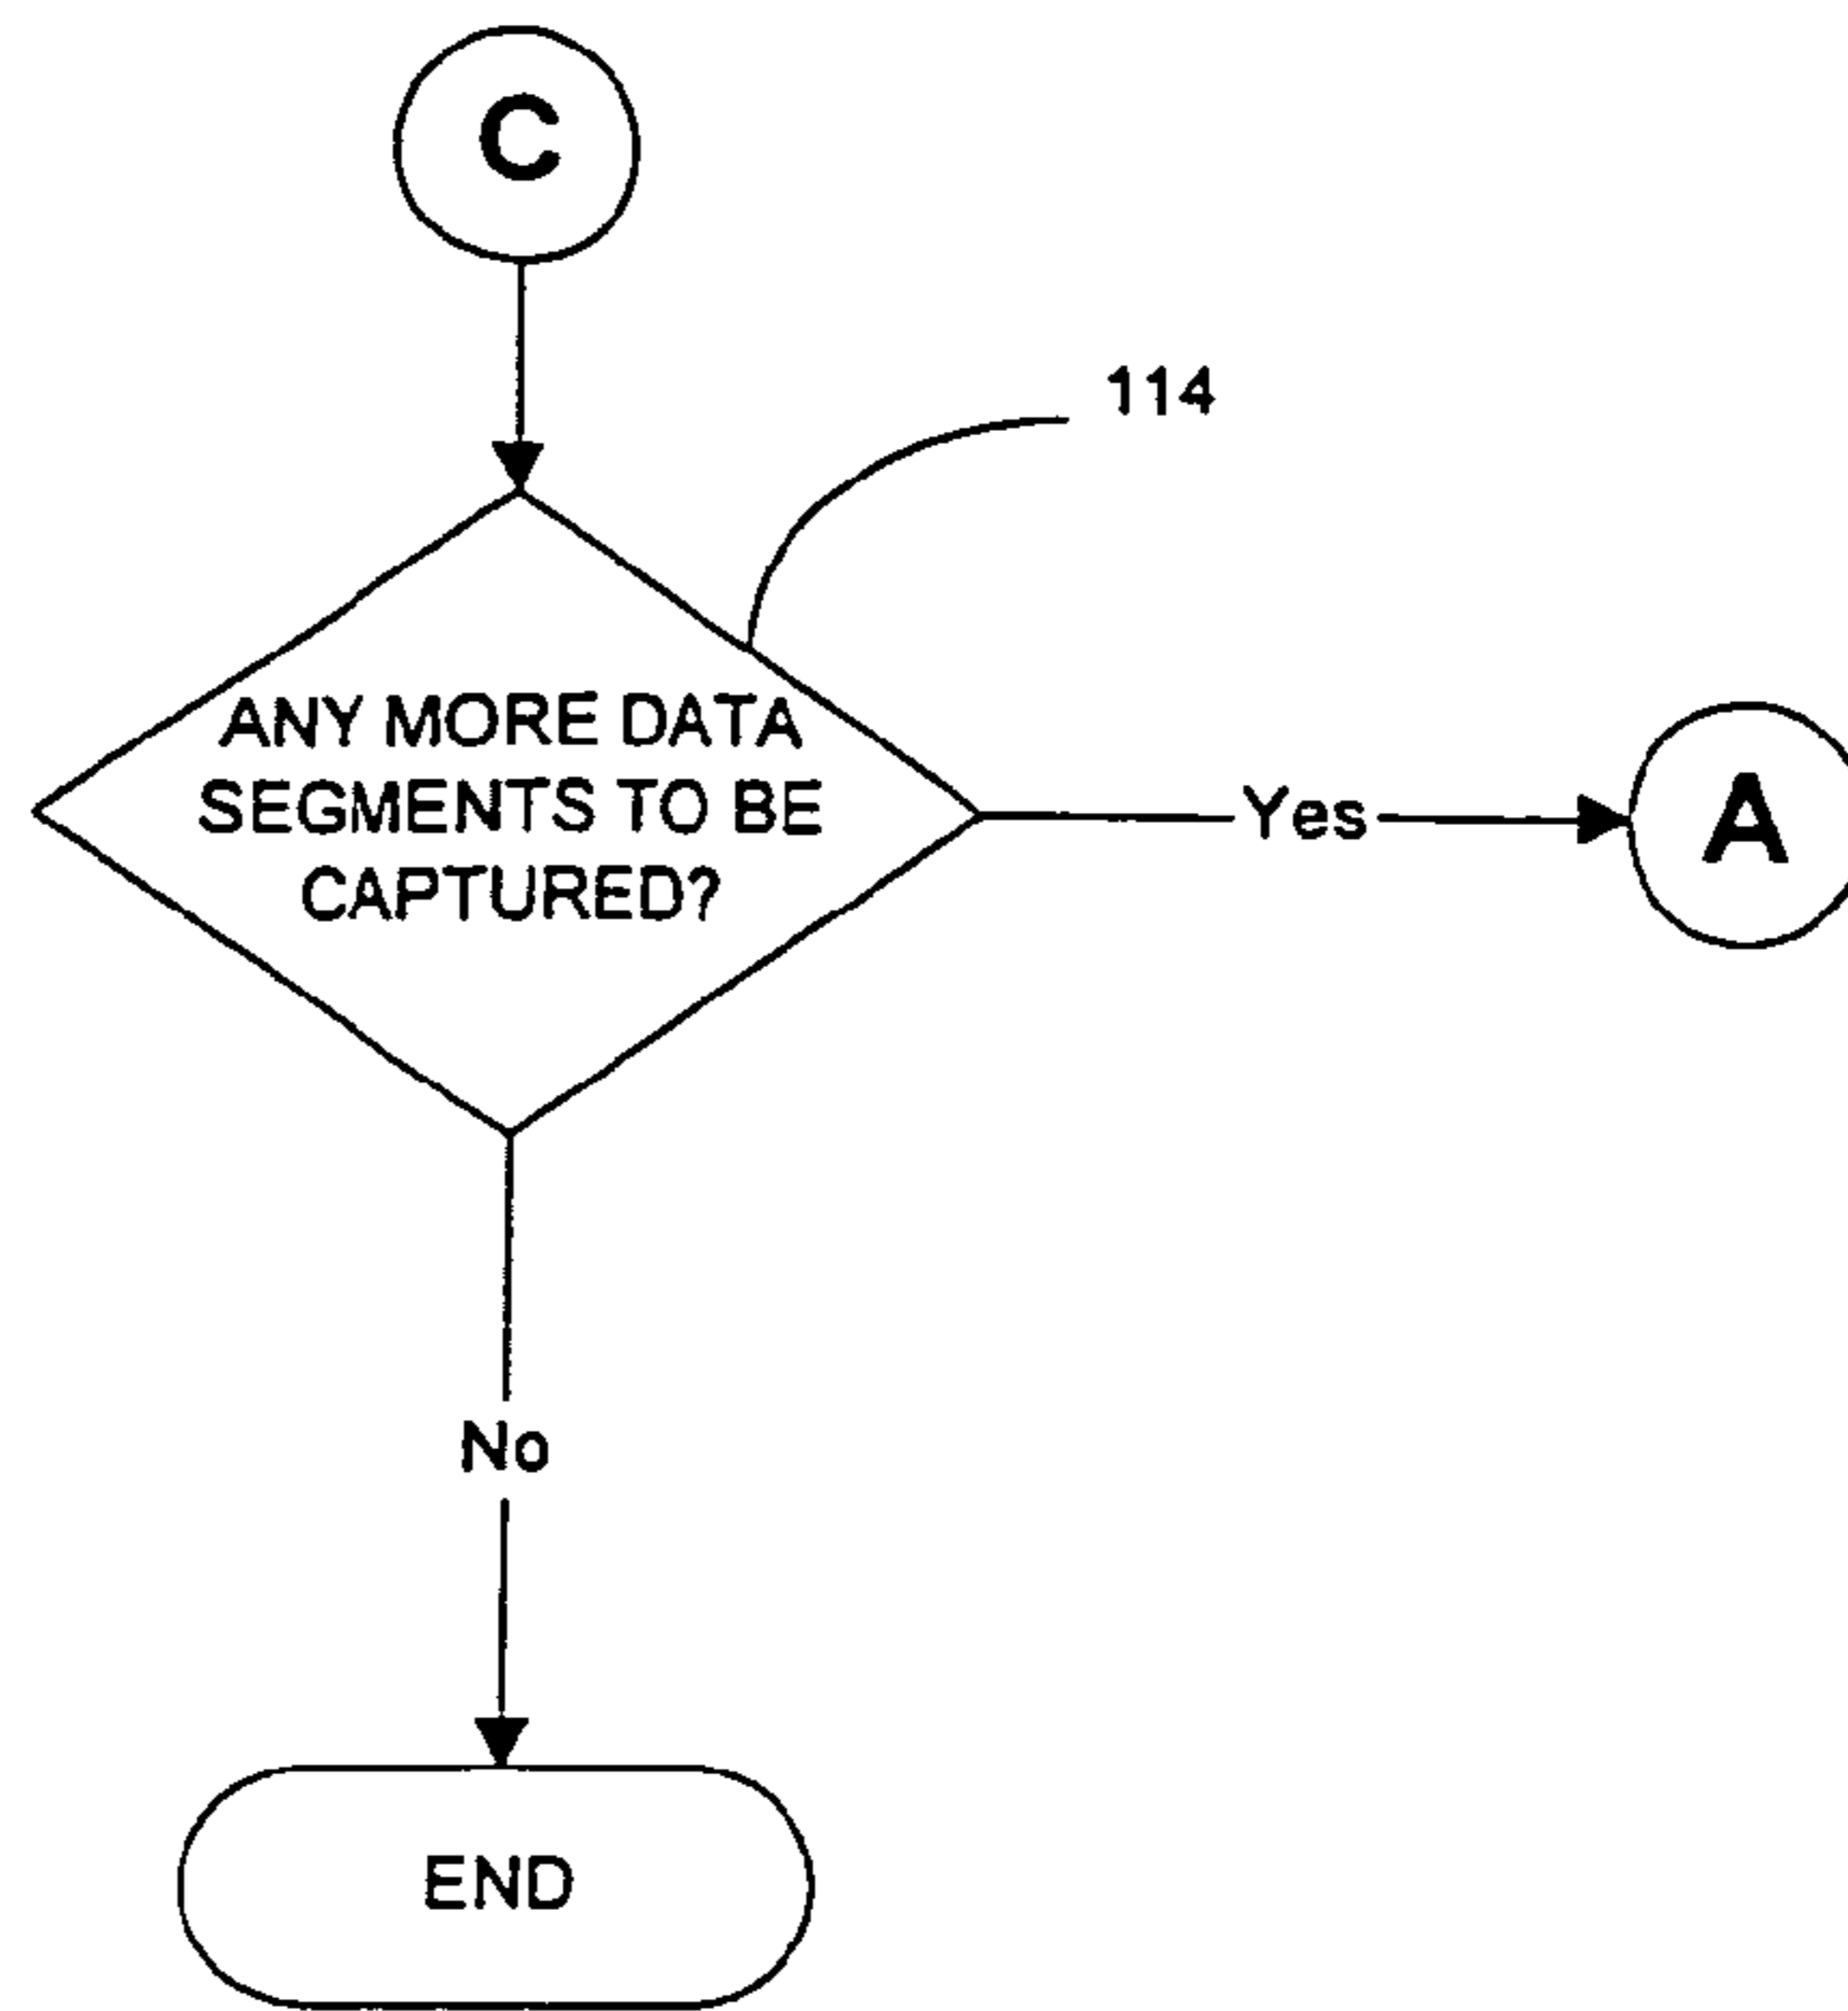 C
114
ANY MORE DATA
SEGMENTS TO BE
CAPTURED?
Yes
A
No
END